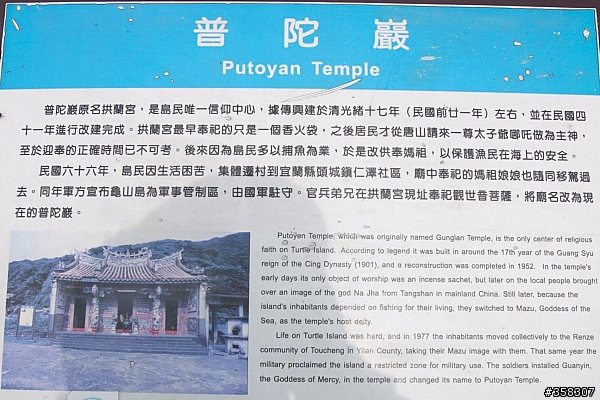 普陀巖
Putoyan Temple
普陀巖原名拱蘭宮，是島民唯一信仰中心，據傳興建於清光緒十七年（民國前廿一年）左右，並在民國四
十一年進行改建完成。拱蘭宮最早奉祀的只是一個香火袋，之後居民才從唐山請來一尊太子爺哪吒做為主神，
至於迎奉的正確時間已不可考。後來因為島民多以捕魚為業，於是改供奉媽祖，以保護漁民在海上的安全。
民國六十六年，島民因生活困苦，集體遷村到宜蘭縣頭城鎮仁澤社區，廟中奉祀的媽祖娘娘也隨同移駕過
去。同年軍方宣布龜山島為軍事管制區，由國軍駐守。官兵弟兄在拱蘭宮現址奉祀觀世音菩薩，將廟名改為現
在的普陀巖。
Putoyen Temple, which was originally named Gunglan Temple, is the only center of religious
faith on Turtle Island. According to legend it was built in around the 17th year of the Guang Syu
reign of the Cing Dynasty (1901), and a reconstruction was completed in 1952. In the temple's
early days its only object of worship was an incense sachet, but later on the local people brought
over an image of the god Na Jha from Tangshan in mainland China. Still later, because the
island's inhabitants depended on fishing for their living, they switched to Mazu, Goddess of the
Sea, as the temple's host deity.
Life on Turtle Island was hard, and in 1977 the inhabitants moved collectively to the Renze
community of Toucheng in Yilan County, taking their Mazu image with them. That same year the
military proclaimed the island a restricted zone for military use. The soldiers installed Guanyin,
the Goddess of Mercy, in the temple and changed its name to Putoyan Temple.
#358307